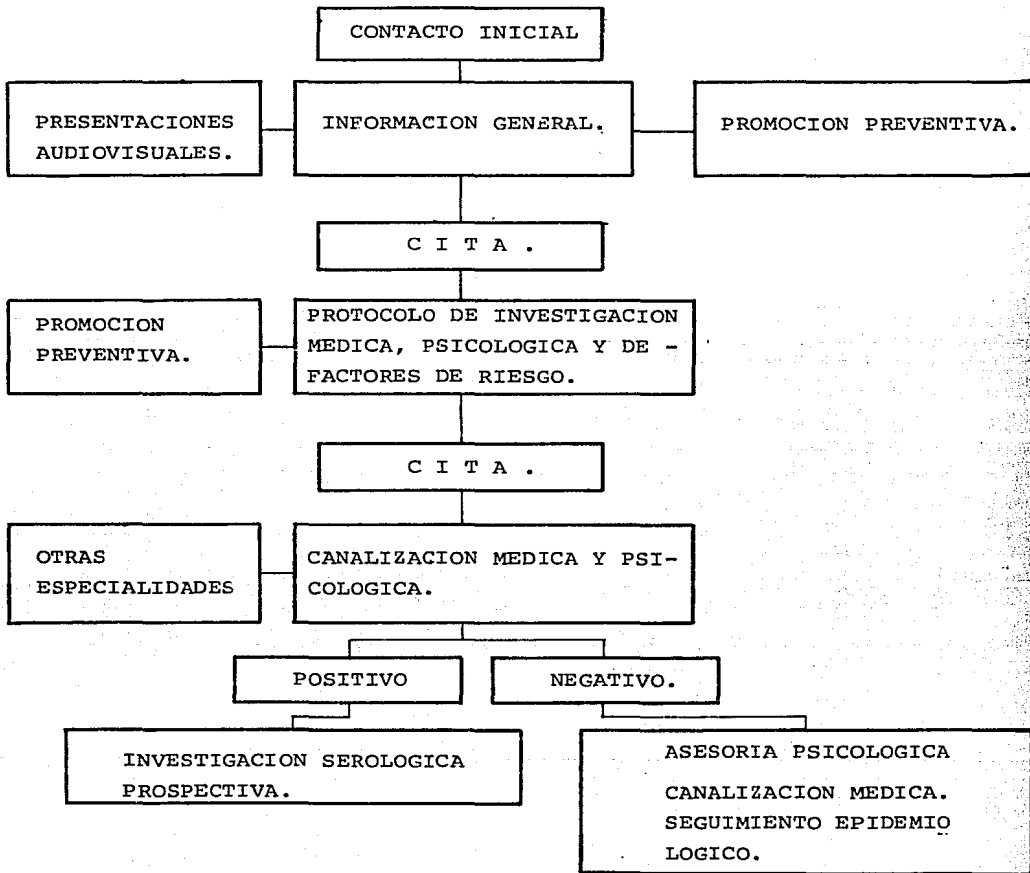 CONTACTO INICIAL
PRESENTACIONES
AUDIOVISUALES.
INFORMACION GENERAL.
PROMOCION PREVENTIVA.
C I T A .
PROMOCION
PREVENTIVA.
PROTOCOLO DE INVESTIGACION
MEDICA, PSICOLOGICA Y DE -
FACTORES DE RIESGO.
C I T A .
OTRAS
ESPECIALIDADES
CANALIZACION MEDICA Y PSI-
COLOGICA.
POSITIVO
NEGATIVO.
INVESTIGACION SEROLOGICA
PROSPECTIVA.
ASESORIA PSICOLOGICA
CANALIZACION MEDICA.
SEGUIMIENTO EPIDEMIO
LOGICO.